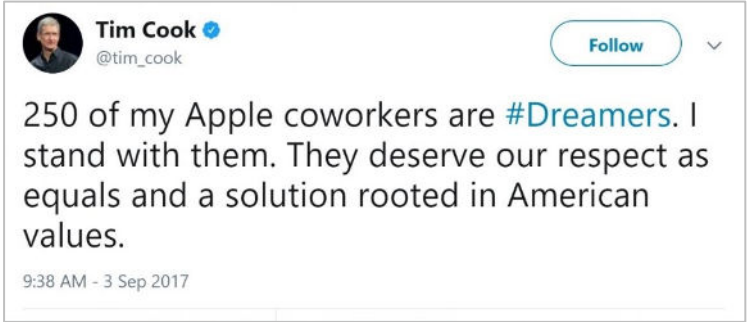 Tim Cook
@tim_cook
Follow
250 of my Apple coworkers are #Dreamers. I
stand with them. They deserve our respect as
equals and a solution rooted in American
values.
9:38 AM - 3 Sep 2017